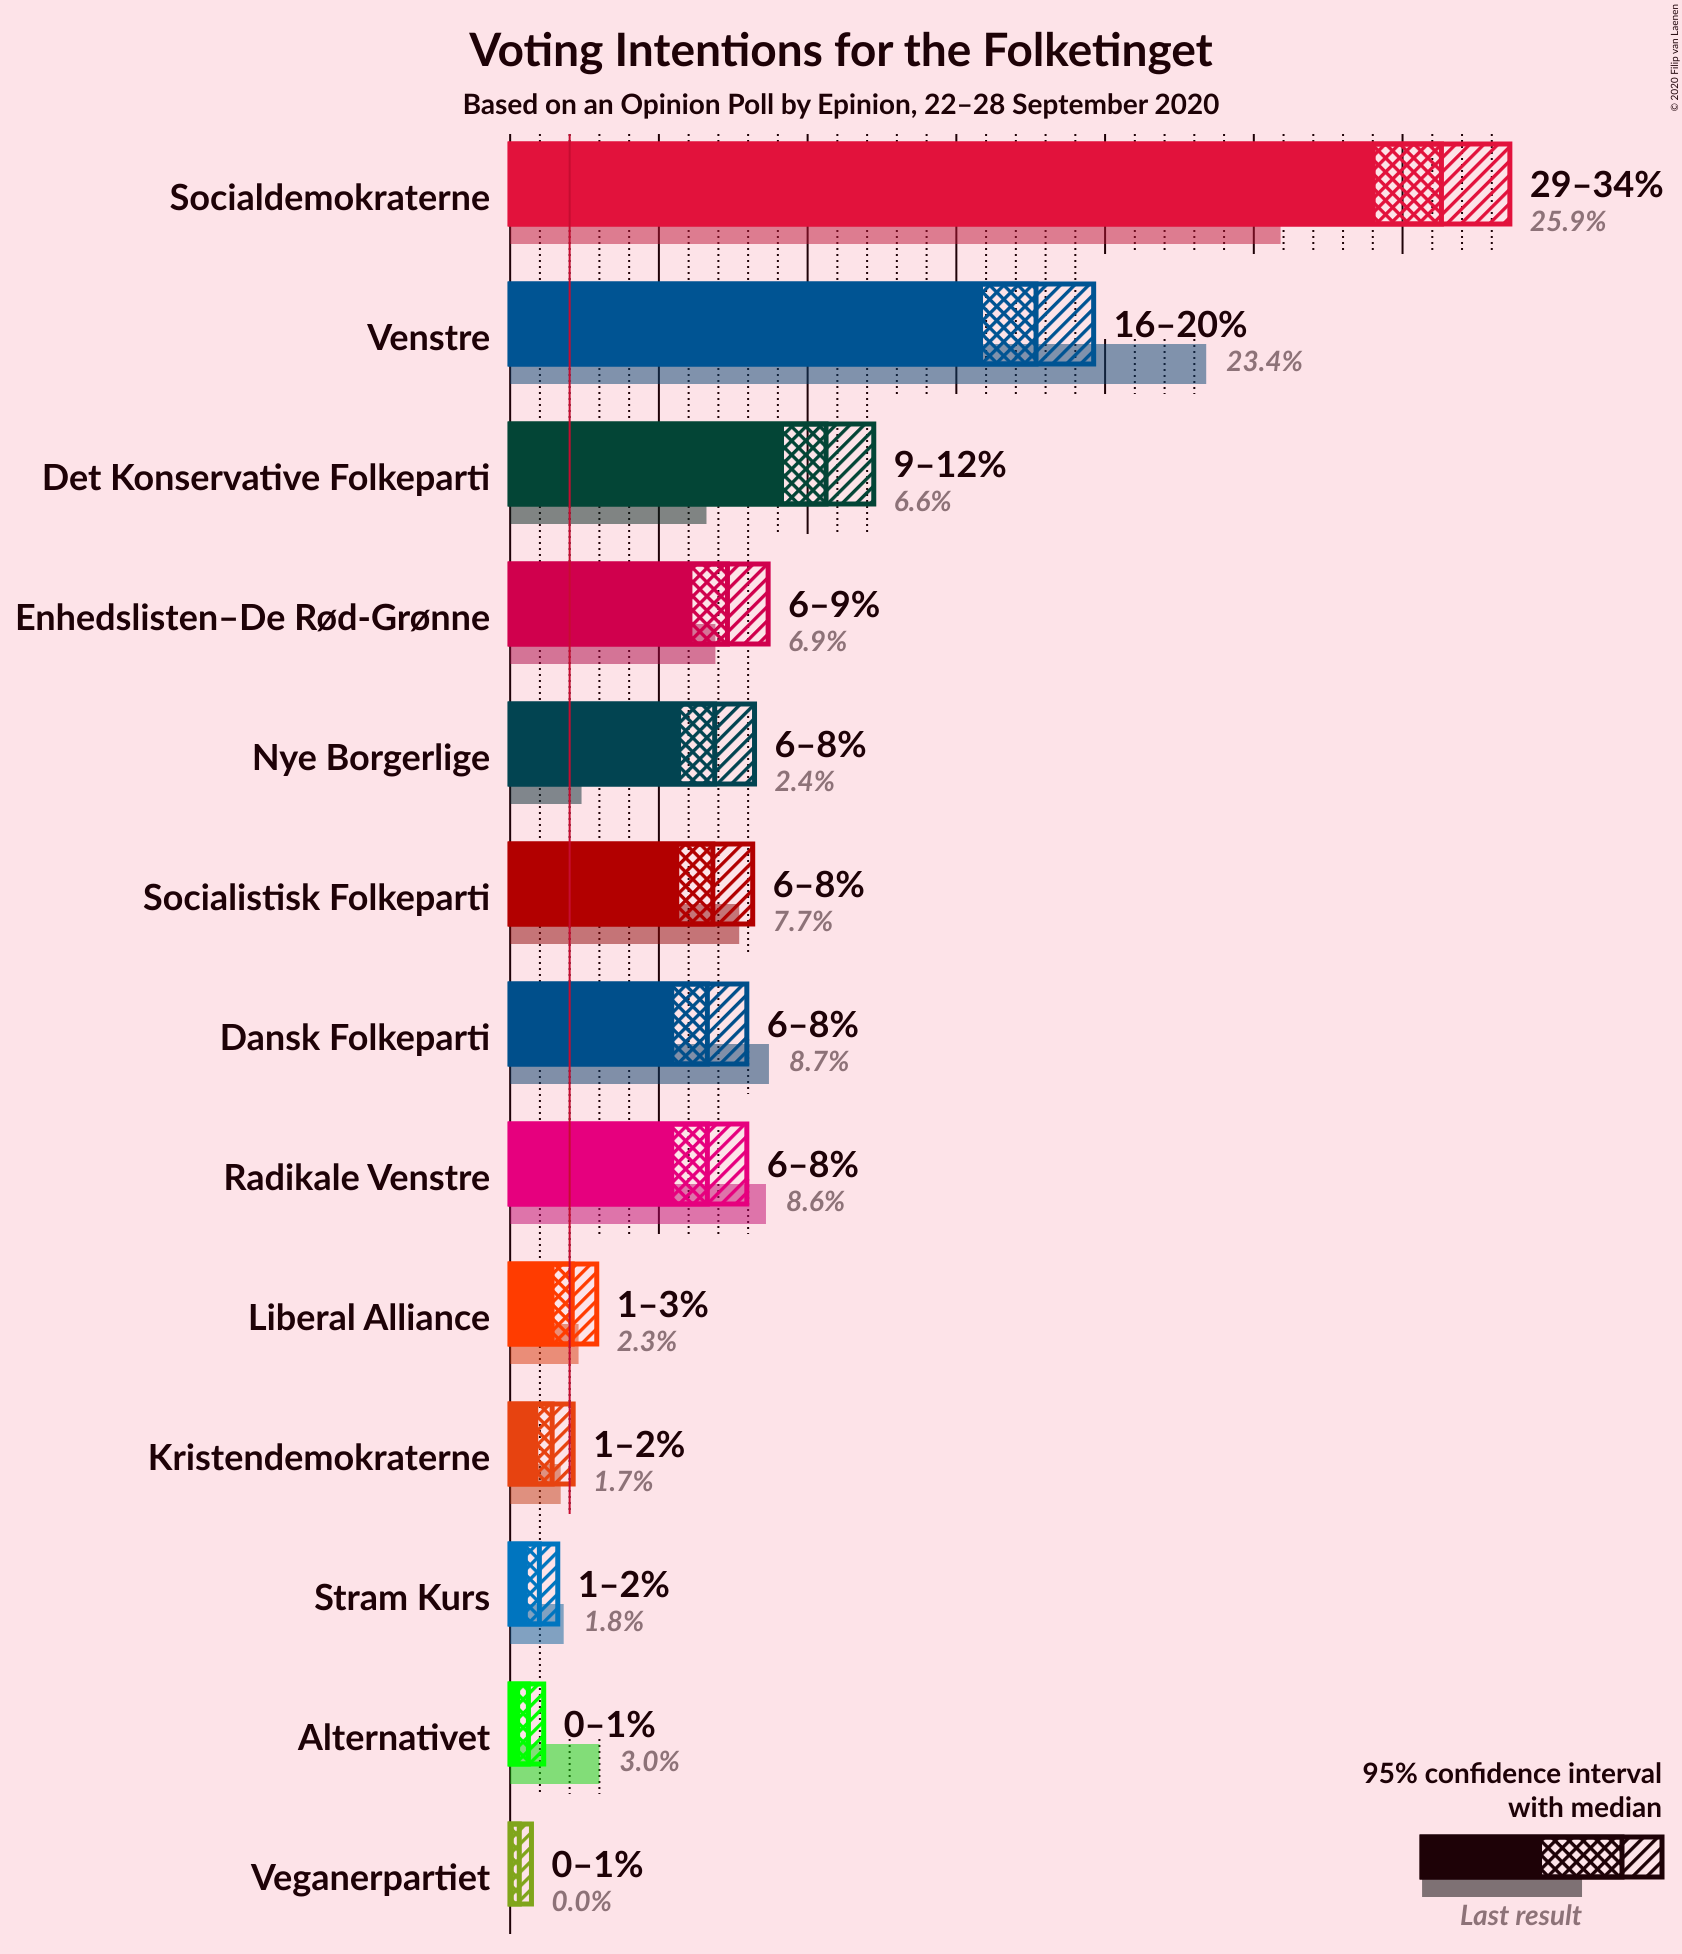 Voting Intentions for the Folketinget
Based on an Opinion Poll by Epinion, 22–28 September 2020
© 2020 Filip van Laenen
Socialdemokraterne
29–34%
25.9%
Venstre
16–20%
23.4%
Det Konservative Folkeparti
9–12%
6.6%
Enhedslisten–De Rød-Grønne
6–9%
6.9%
Nye Borgerlige
6–8%
2.4%
Socialistisk Folkeparti
6–8%
7.7%
Dansk Folkeparti
6–8%
8.7%
Radikale Venstre
6–8%
8.6%
Liberal Alliance
1–3%
2.3%
Kristendemokraterne
1–2%
1.7%
Stram Kurs
1–2%
1.8%
Alternativet
0–1%
3.0%
Veganerpartiet
0–1%
0.0%
95% confidence interval
with median
Last result